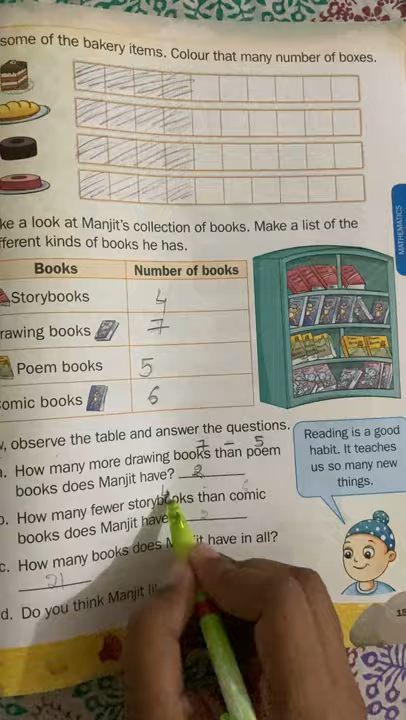 some of the bakery items. Colour that many number of boxes.
ke a look at Manjit's collection of books. Make a list of the
fferent kinds of books he has.
Books Number of books
Storybooks 4
rawing books 7
Poem books 5
omic books 6
, observe the table and answer the questions.
7 - 5
a. How many more drawing books than poem
books does Manjit have? 2
b. How many fewer storybooks than comic
books does Manjit have
c. How many books does it have in all?
21
d. Do you think Manjit
Reading is a good
habit. It teaches
us so many new
things.
MATHEMATICS